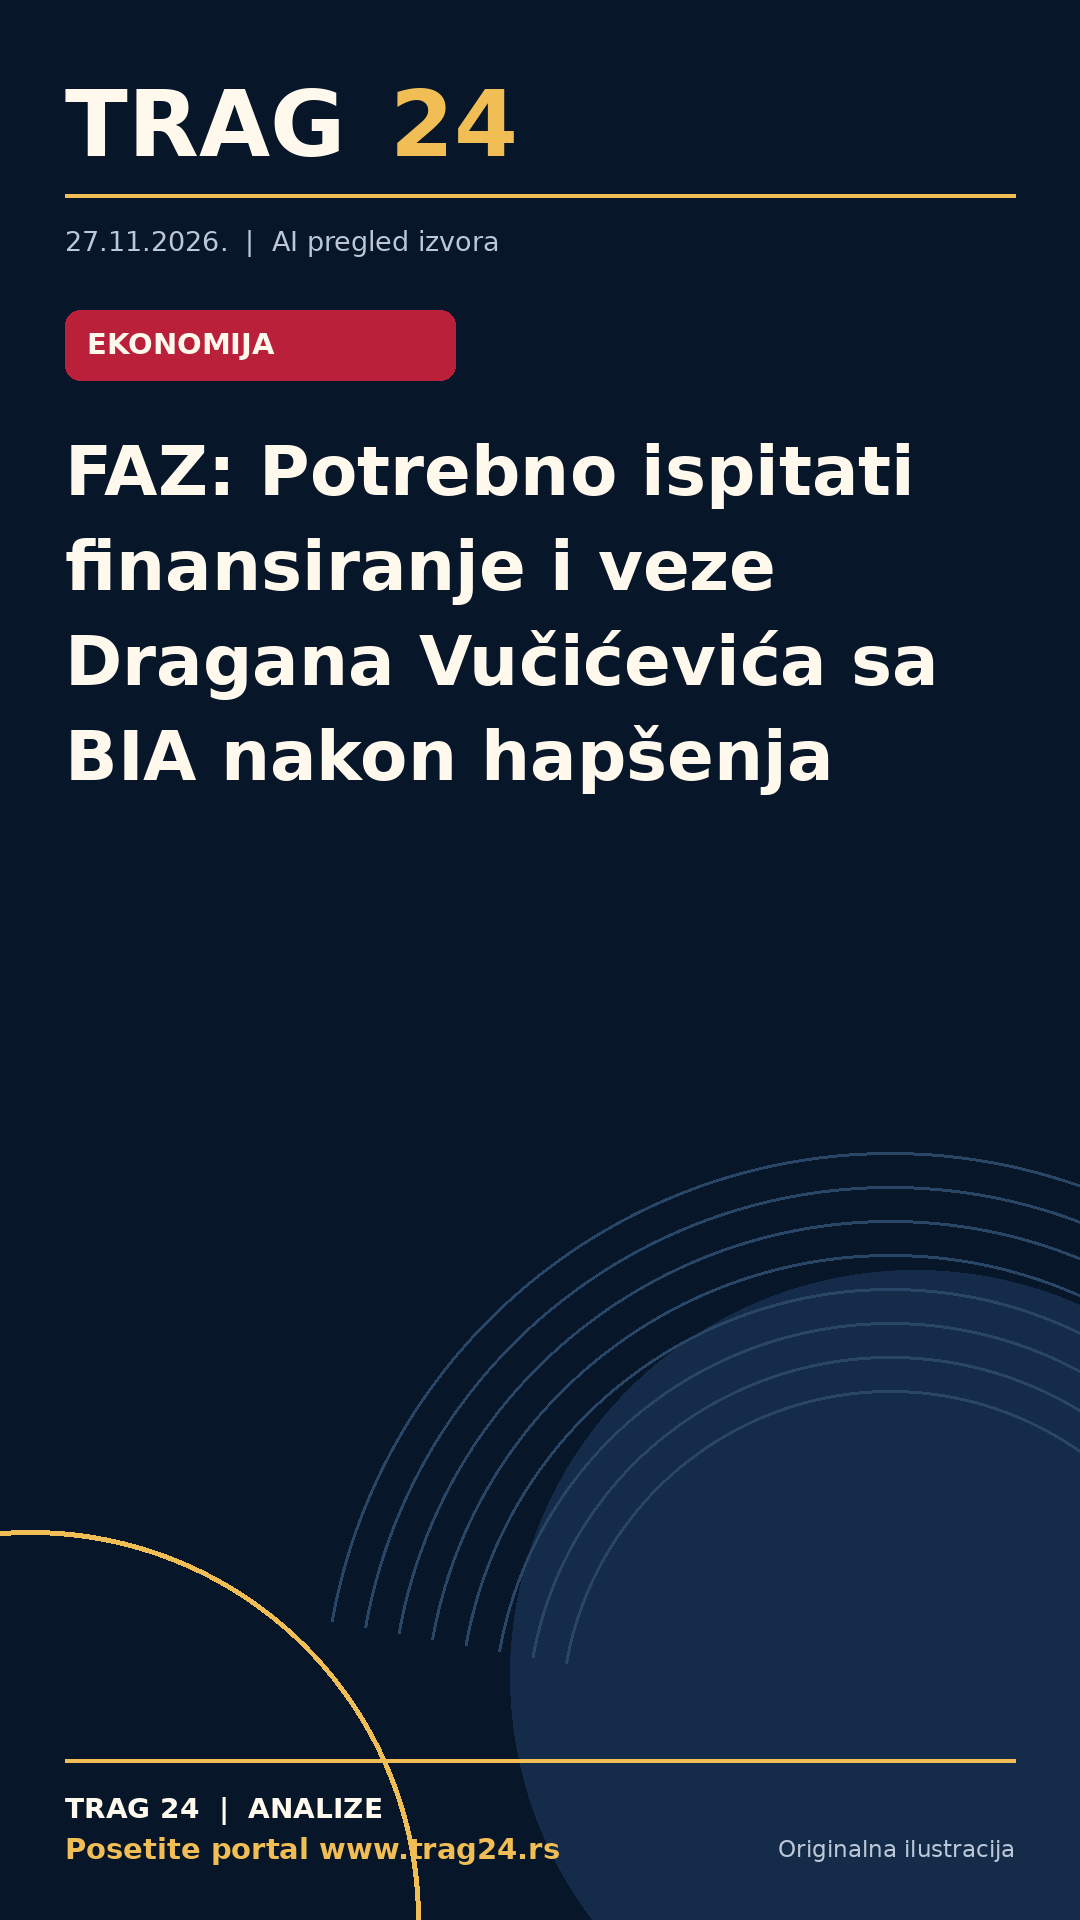 TRAG 24
27.11.2026. | AI pregled izvora
EKONOMIJA
FAZ: Potrebno ispitati
finansiranje i veze
Dragana Vučićevića sa
BIA nakon hapšenja
TRAG 24 | ANALIZE
Posetite portal www.trag24.rs
Originalna ilustracija